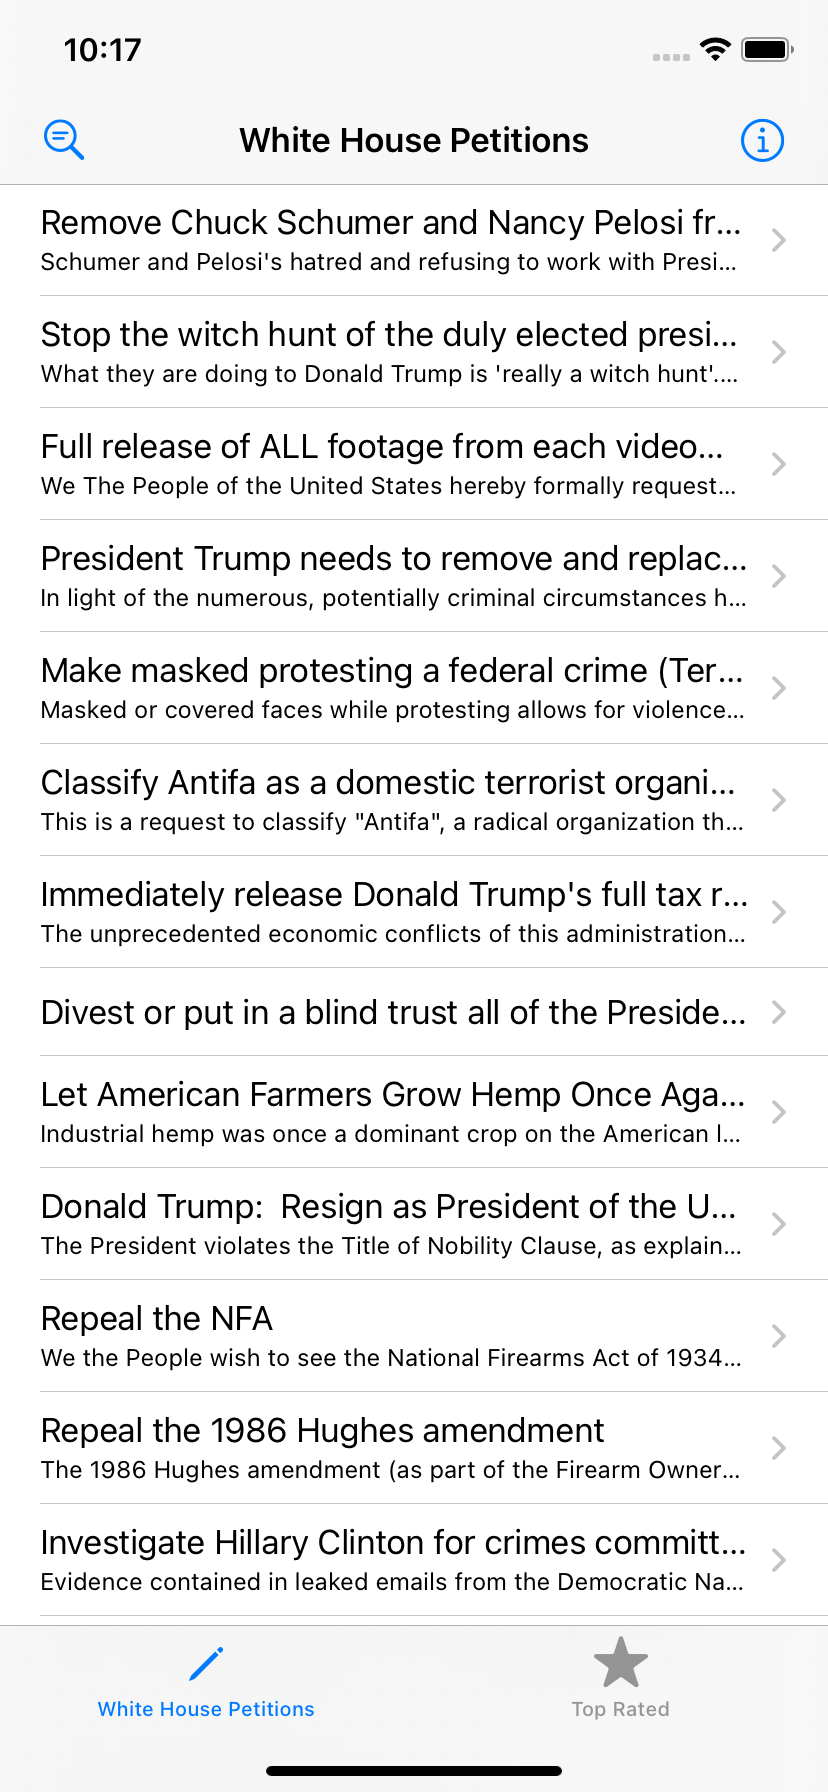 10:17
White House Petitions
Remove Chuck Schumer and Nancy Pelosi fr...
Schumer and Pelosi's hatred and refusing to work with Presi...
Stop the witch hunt of the duly elected presi...
What they are doing to Donald Trump is 'really a witch hunt'....
Full release of ALL footage from each video...
We The People of the United States hereby formally request...
President Trump needs to remove and replac...
In light of the numerous, potentially criminal circumstances h...
Make masked protesting a federal crime (Ter...
Masked or covered faces while protesting allows for violence...
Classify Antifa as a domestic terrorist organi...
This is a request to classify "Antifa", a radical organization th...
Immediately release Donald Trump's full tax r...
The unprecedented economic conflicts of this administration...
Divest or put in a blind trust all of the Preside...
Let American Farmers Grow Hemp Once Aga...
Industrial hemp was once a dominant crop on the American l...
Donald Trump:  Resign as President of the U...
The President violates the Title of Nobility Clause, as explain...
Repeal the NFA
We the People wish to see the National Firearms Act of 1934...
Repeal the 1986 Hughes amendment
The 1986 Hughes amendment (as part of the Firearm Owner...
Investigate Hillary Clinton for crimes committ...
Evidence contained in leaked emails from the Democratic Na...
White House Petitions
Top Rated